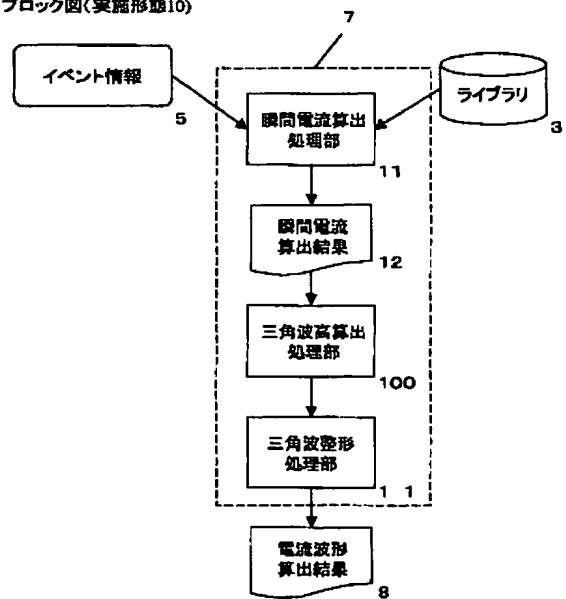 ブロック図(実施形態10)
7
イベント情報
5
ライブラリ
3
瞬間電流算出
処理部
11
瞬間電流
算出結果
12
三角波高算出
処理部
100
三角波整形
処理部
1 1
電流波形
算出結果
8